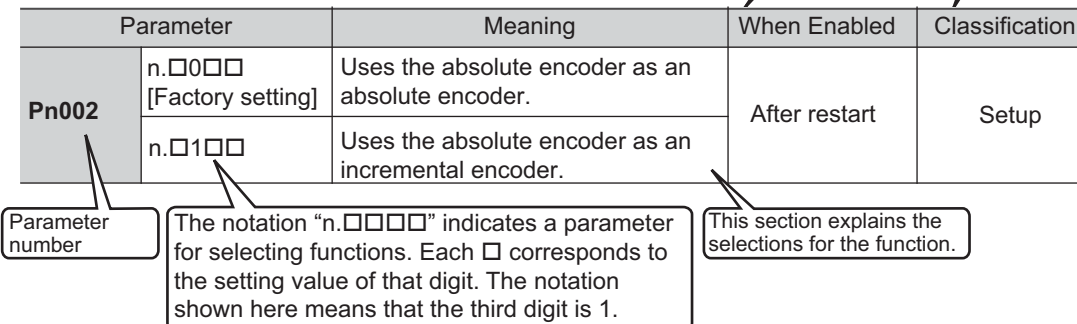 Parameter Meaning When Enabled Classification
Pn002
n.□0□□
[Factory setting]
Uses the absolute encoder as an
absolute encoder.
After restart
Setup
n.□1□□
Uses the absolute encoder as an
incremental encoder.
Parameter
number
The notation “n.□□□□” indicates a parameter
for selecting functions. Each □ corresponds to
the setting value of that digit. The notation
shown here means that the third digit is 1.
This section explains the
selections for the function.